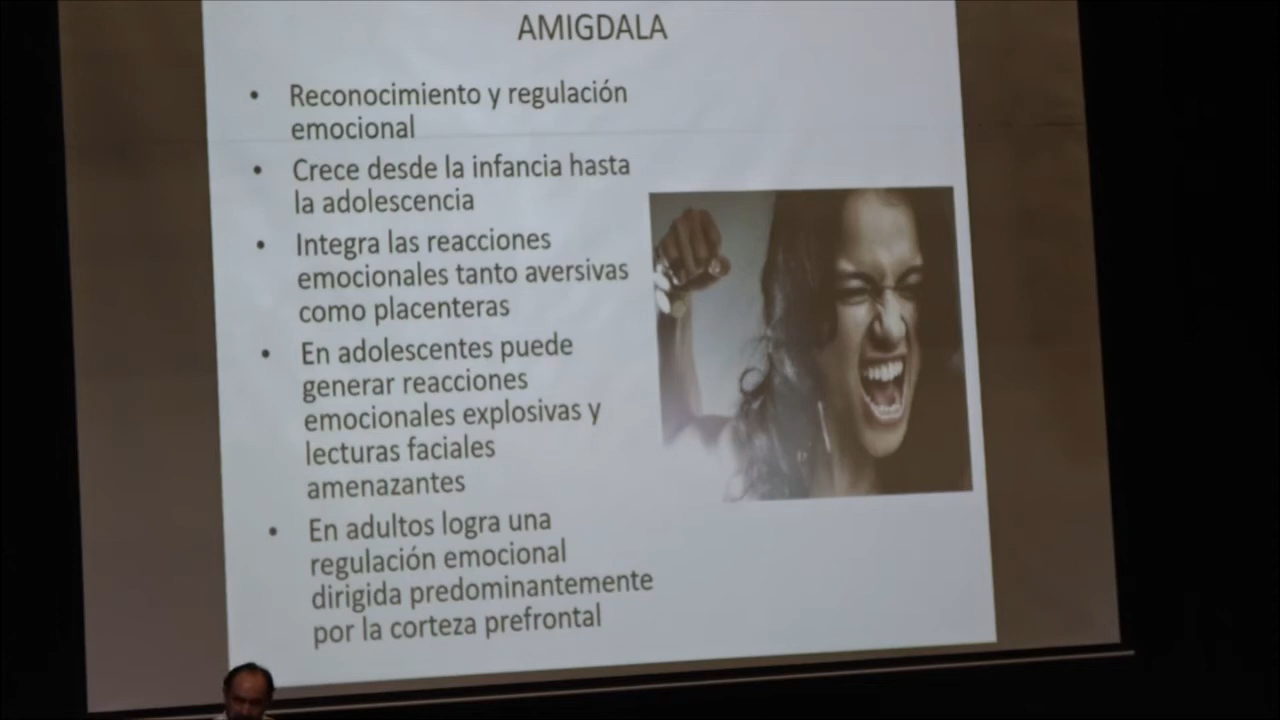 AMIGDALA
• Reconocimiento y regulación
emocional
• Crece desde la infancia hasta
la adolescencia
• Integra las reacciones
emocionales tanto aversivas
como placenteras
• En adolescentes puede
generar reacciones
emocionales explosivas y
lecturas faciales
amenazantes
• En adultos logra una
regulación emocional
dirigida predominantemente
por la corteza prefrontal